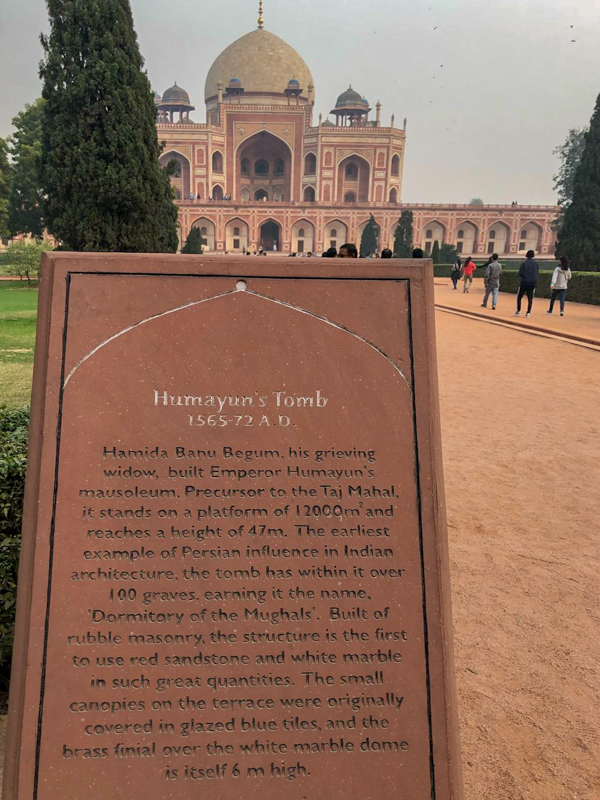 Humayun's Tomb
1565-72 A.D.
Hamida Banu Begum, his grieving
widow, built Emperor Humayun's
mausoleum. Precursor to the Taj Mahal,
it stands on a platform of 12000m² and
reaches a height of 47m. The earliest
example of Persian influence in Indian
architecture, the tomb has within it over
100 graves, earning it the name,
'Dormitory of the Mughals'. Built of
rubble masonry, the structure is the first
to use red sandstone and white marble
in such great quantities. The small
canopies on the terrace were originally
covered in glazed blue tiles, and the
brass finial over the white marble dome
is itself 6 m high.